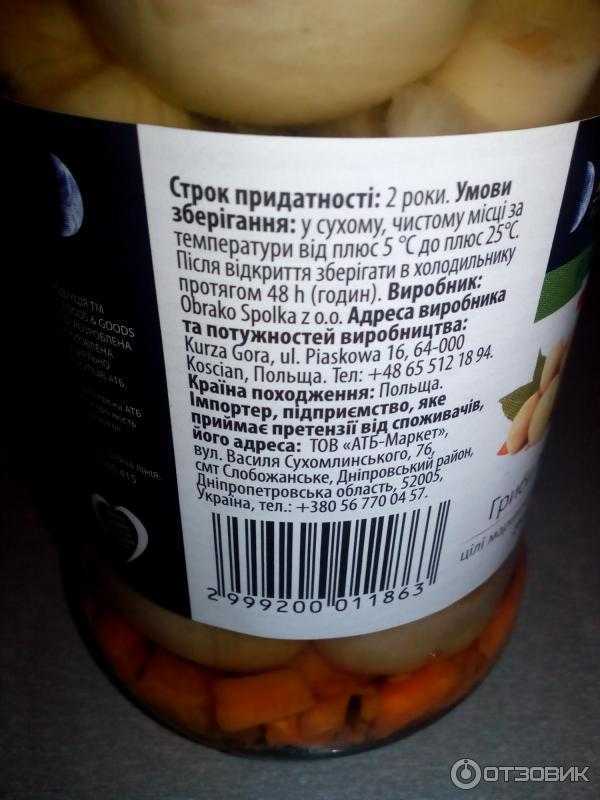 Строк придатності: 2 роки. Умови
зберігання: у сухому, чистому місці за
температури від плюс 5 °С до плюс 25°С.
Після відкриття зберігати в холодильнику
протягом 48 h (годин). Виробник:
Obrako Spolka z o.o. Адреса виробника
та потужностей виробництва:
Kurza Gora, ul. Piaskowa 16, 64-000
Koscian, Польща. Тел: +48 65 512 18 94.
Країна походження: Польща.
Імпортер, підприємство, яке
приймає претензії від споживачів,
його адреса: ТОВ «АТБ-Маркет»,
вул. Василя Сухомлинського, 76,
смт Слобожанське, Дніпровський район,
Дніпропетровська область, 52005,
Україна, тел.: +380 56 770 04 57.
2 999200 011863
цілі
GOODS
АТБ
ОТЗОВИК